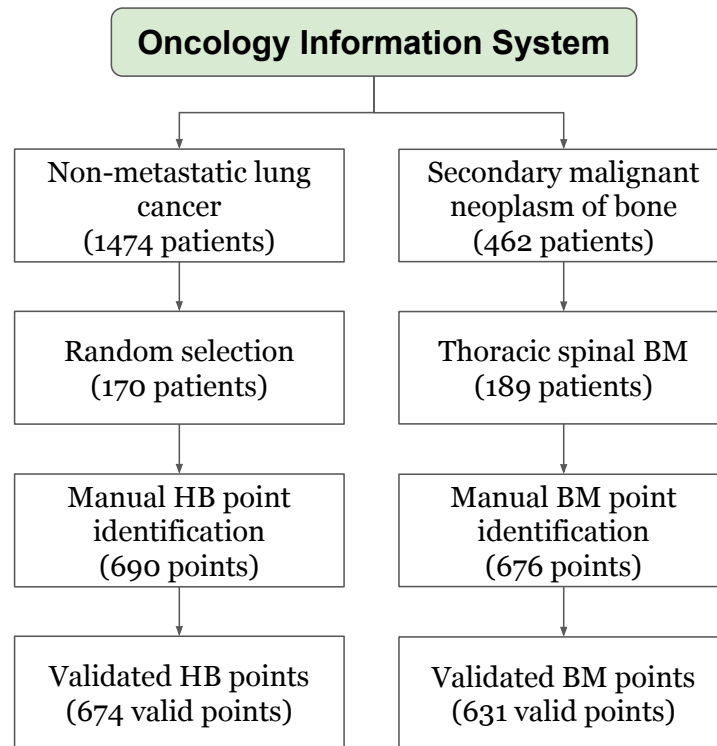 Oncology Information System
Non-metastatic lung
cancer
(1474 patients)
Secondary malignant
neoplasm of bone
(462 patients)
Random selection
(170 patients)
Thoracic spinal BM
(189 patients)
Manual HB point
identification
(690 points)
Manual BM point
identification
(676 points)
Validated HB points
(674 valid points)
Validated BM points
(631 valid points)